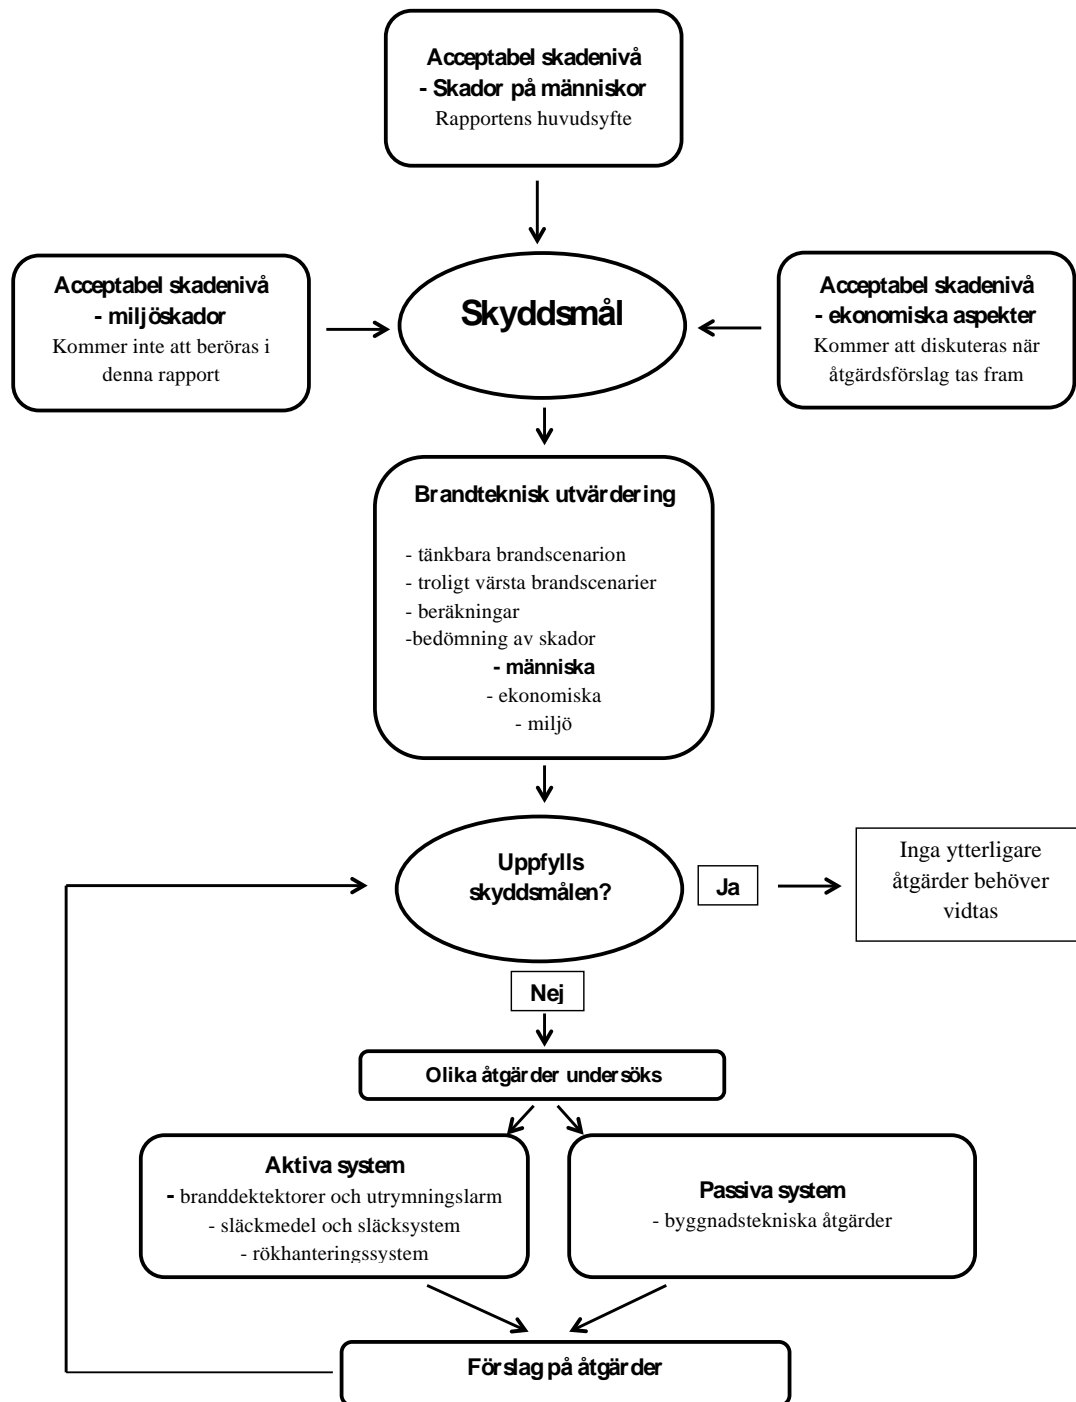 Acceptabel skadenivå
- Skador på människor
Rapportens huvudsyfte
Acceptabel skadenivå
- miljöskador
Kommer inte att beröras i
denna rapport
Skyddsmål
Acceptabel skadenivå
- ekonomiska aspekter
Kommer att diskuteras när
åtgärdsförslag tas fram
Brandteknisk utvärdering
- tänkbara brandscenarion
- troligt värsta brandscenarier
- beräkningar
-bedömning av skador
- människa
- ekonomiska
- miljö
Uppfylls
skyddsmålen?
Ja
Inga ytterligare
åtgärder behöver
vidtas
Nej
Olika åtgärder undersöks
Aktiva system
- branddektektorer och utrymningslarm
- släckmedel och släcksystem
- rökhanteringssystem
Passiva system
- byggnadstekniska åtgärder
Förslag på åtgärder